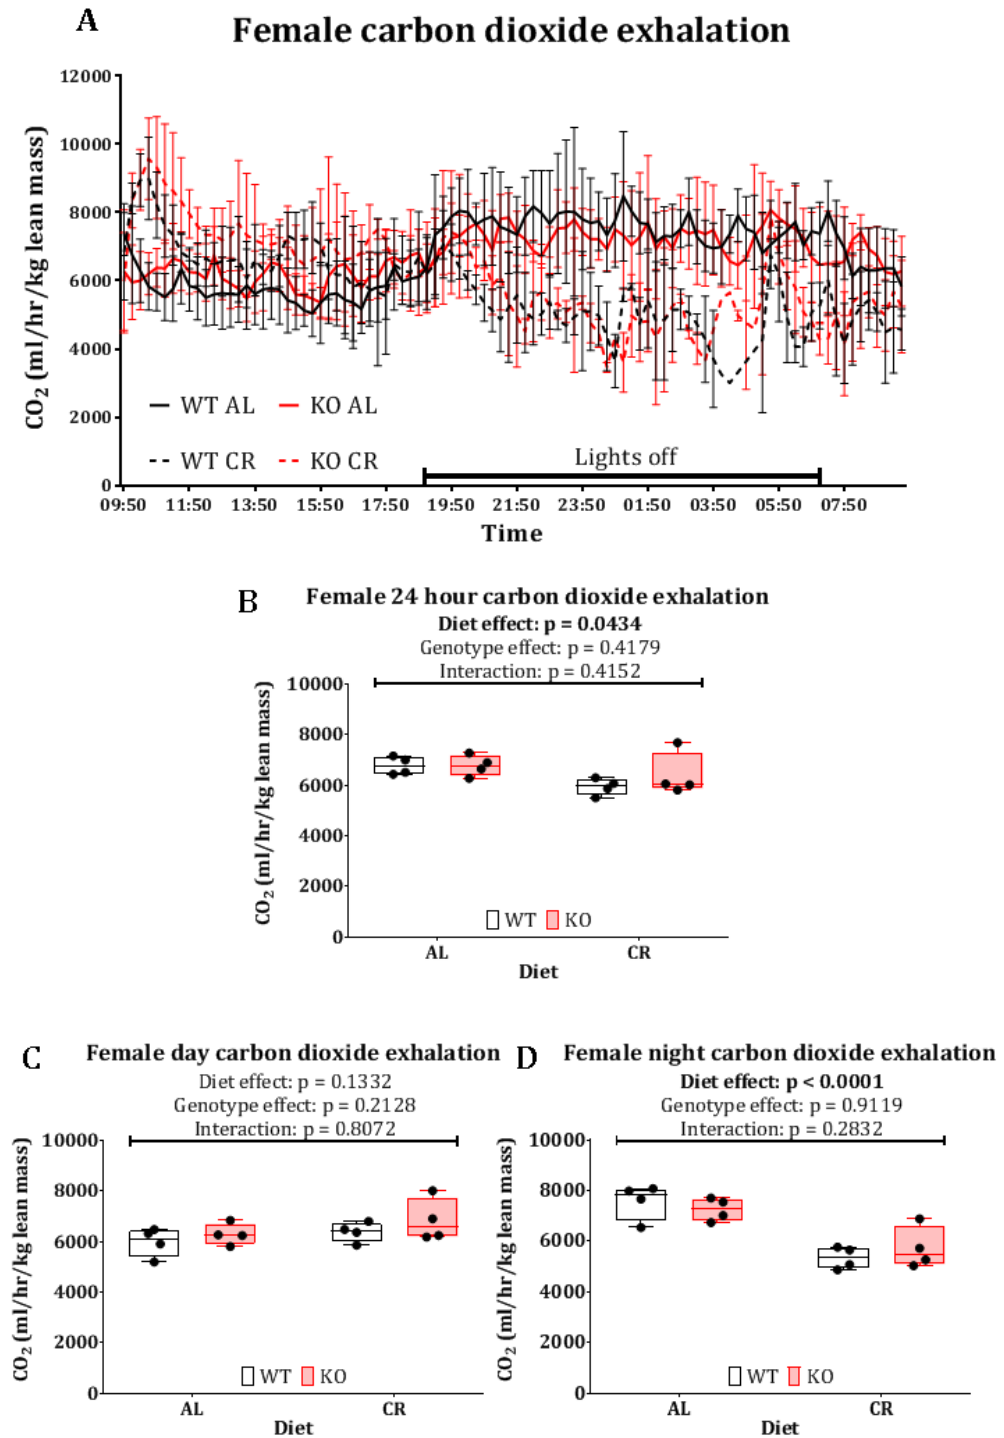 A
Female carbon dioxide exhalation
CO2 (ml/hr/kg lean mass)
12000
10000
8000
6000
4000
2000
0
WT AL
KO AL
WT CR
KO CR
Lights off
09:50 11:50 13:50 15:50 17:50 19:50 21:50 23:50 01:50 03:50 05:50 07:50
Time
B
Female 24 hour carbon dioxide exhalation
Diet effect: p = 0.0434
Genotype effect: p = 0.4179
Interaction: p = 0.4152
CO2 (ml/hr/kg lean mass)
10000
8000
6000
4000
2000
0
WT KO
AL CR
Diet
C
Female day carbon dioxide exhalation
Diet effect: p = 0.1332
Genotype effect: p = 0.2128
Interaction: p = 0.8072
CO2 (ml/hr/kg lean mass)
10000
8000
6000
4000
2000
0
WT KO
AL CR
Diet
D
Female night carbon dioxide exhalation
Diet effect: p < 0.0001
Genotype effect: p = 0.9119
Interaction: p = 0.2832
CO2 (ml/hr/kg lean mass)
10000
8000
6000
4000
2000
0
WT KO
AL CR
Diet